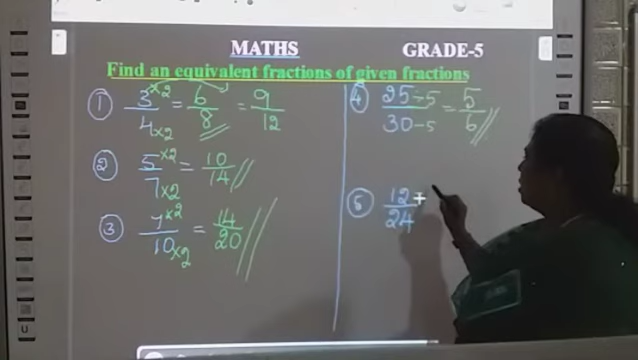 MATHS GRADE-5
Find an equivalent fractions of given fractions
① 3×2/4×2 = 6/8 = 9/12
② 5×2/7×2 = 10/14
③ 7×2/10×2 = 14/20
④ 25÷5/30÷5 = 5/6
⑤ 12÷/24